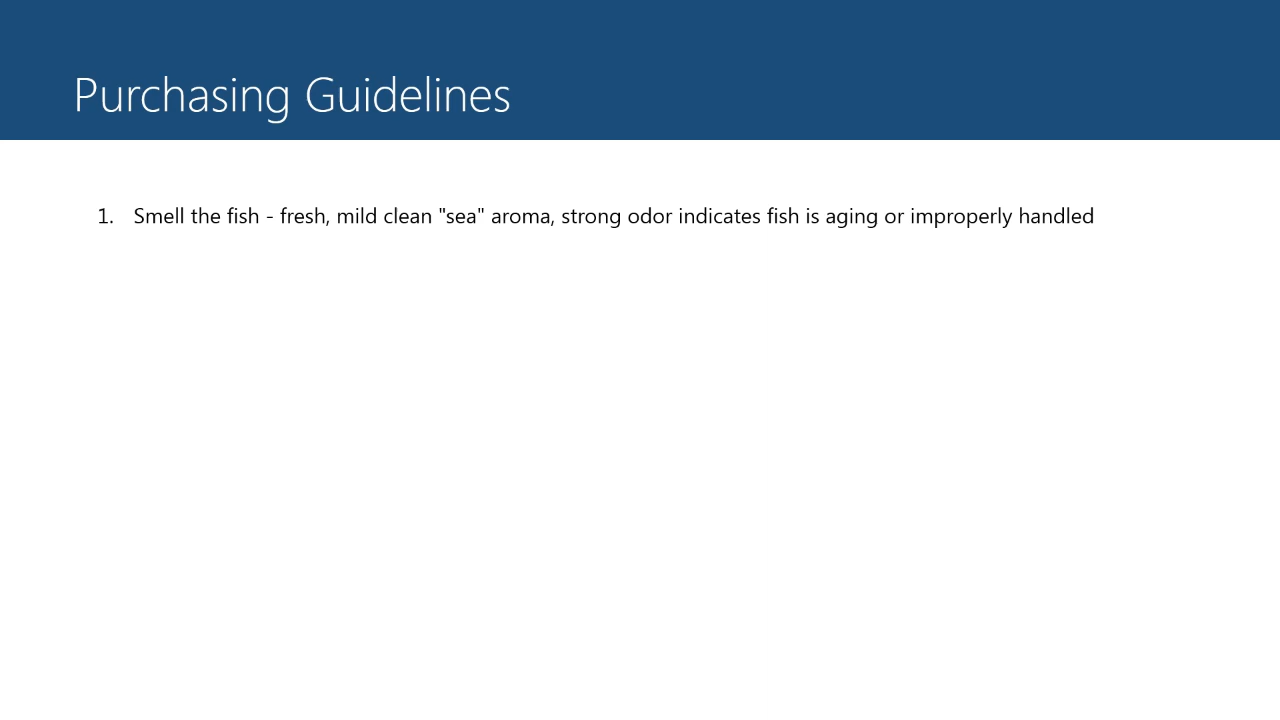 Purchasing Guidelines
1. Smell the fish - fresh, mild clean "sea" aroma, strong odor indicates fish is aging or improperly handled